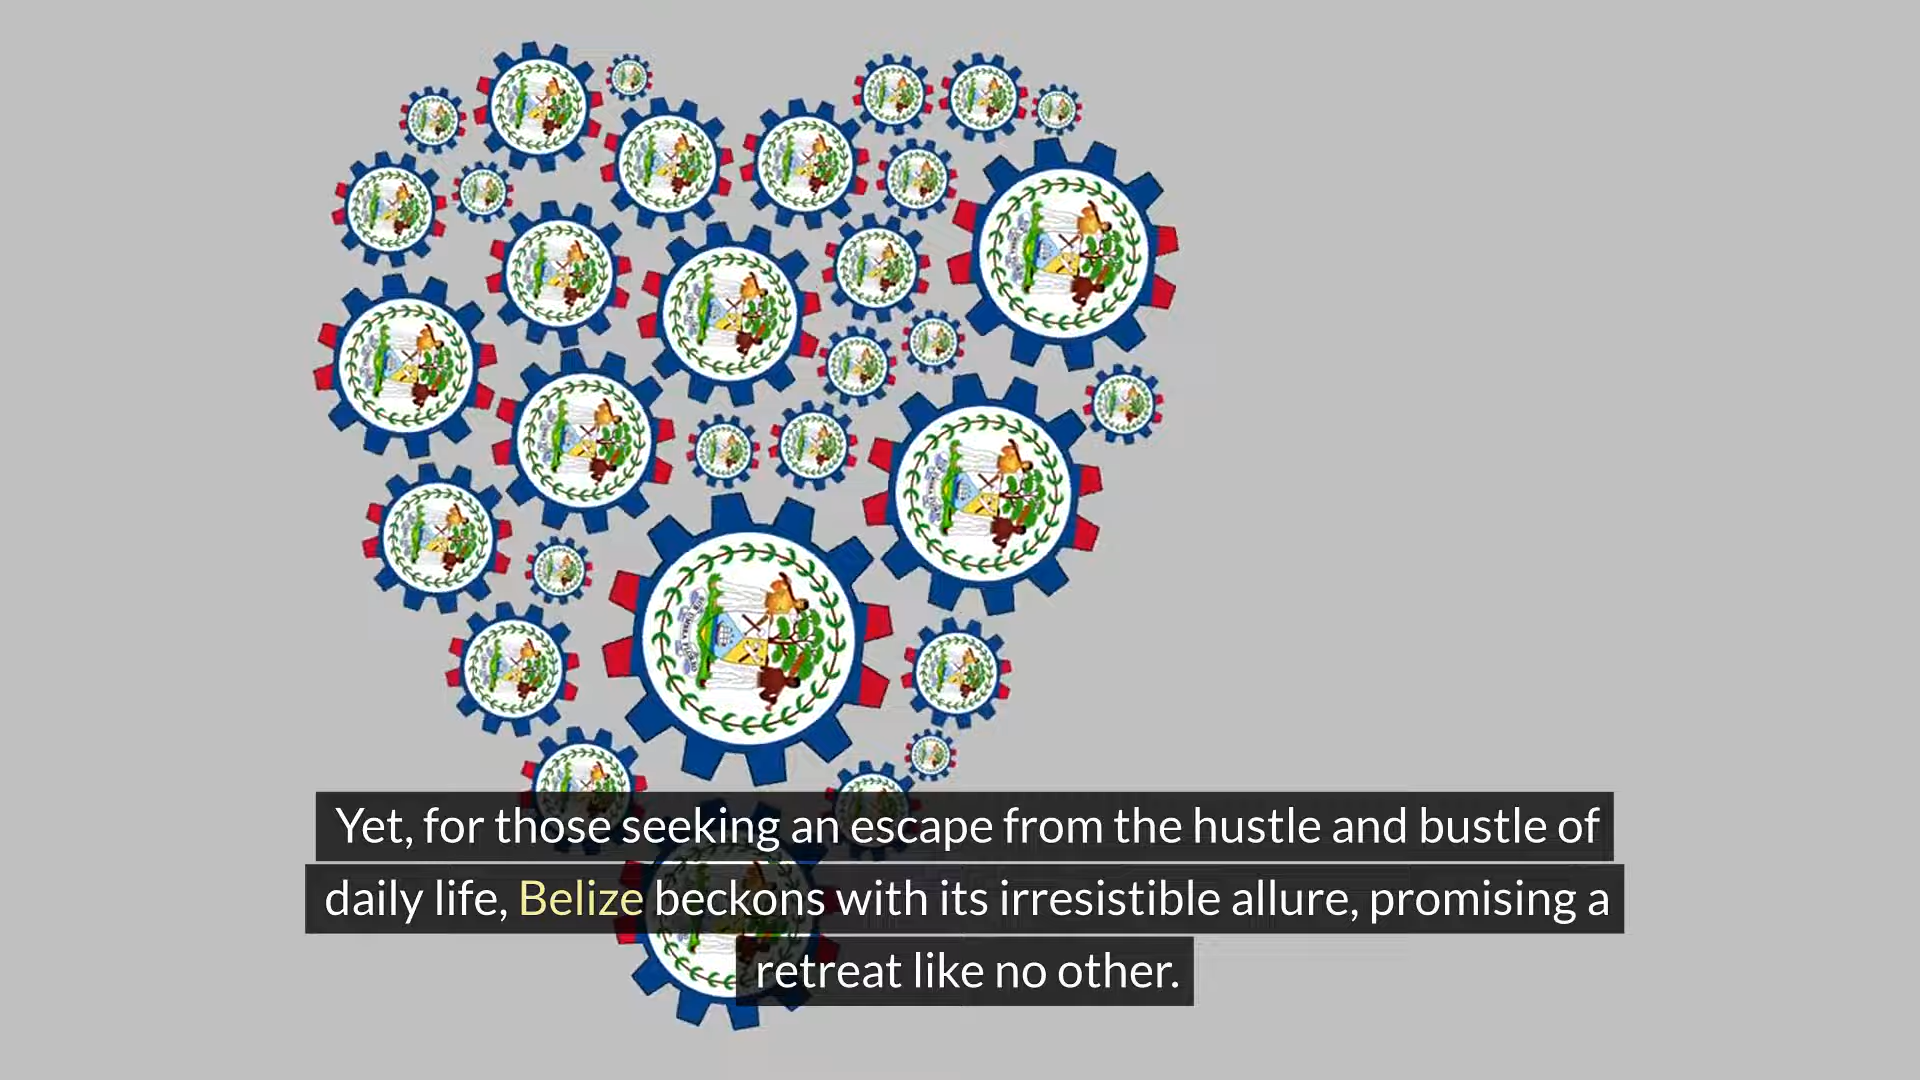 Yet, for those seeking an escape from the hustle and bustle of
daily life, Belize beckons with its irresistible allure, promising a
retreat like no other.